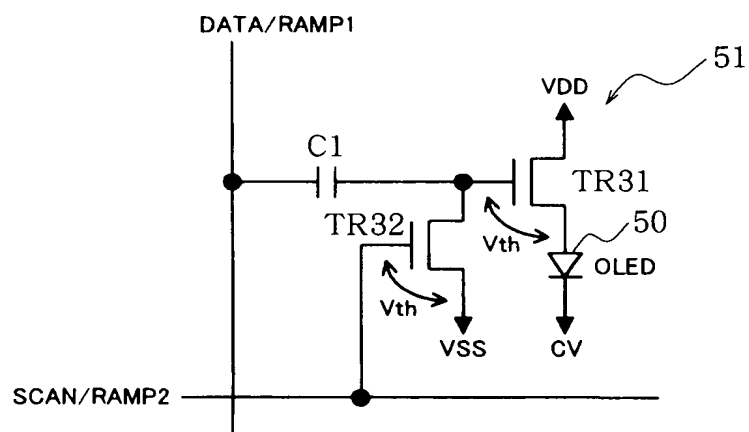 DATA/RAMP1
51
VDD
C1
TR31
TR32
50
Vth
OLED
Vth
VSS
CV
SCAN/RAMP2